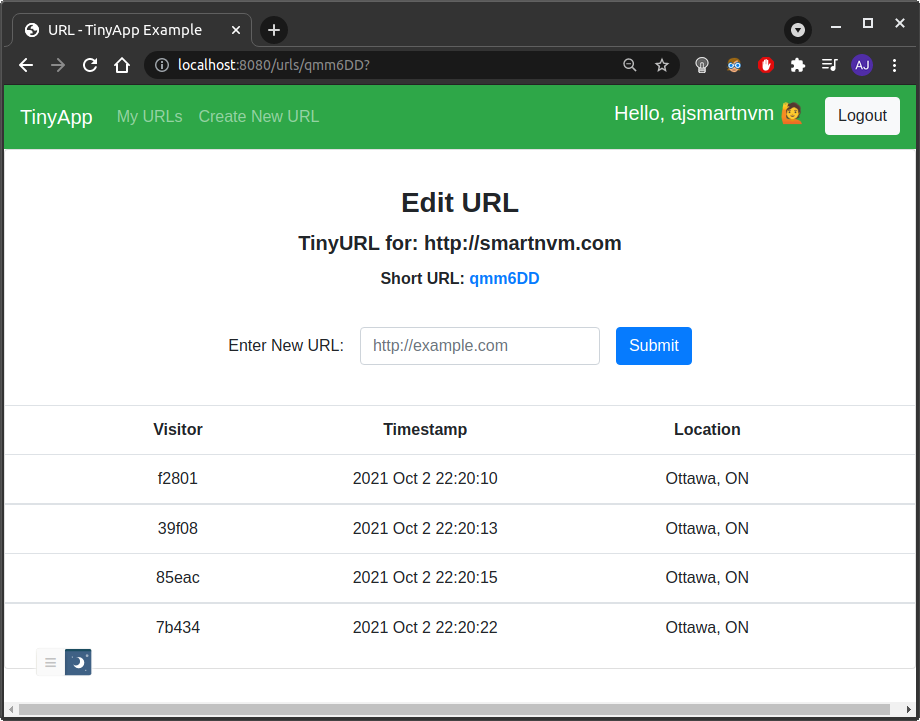 URL - TinyApp Example
localhost:8080/urls/qmm6DD?
AJ
TinyApp My URLs Create New URL Hello, ajsmartnvm 🙋 Logout
Edit URL
TinyURL for: http://smartnvm.com
Short URL: qmm6DD
Enter New URL: http://example.com Submit
Visitor Timestamp Location
f2801 2021 Oct 2 22:20:10 Ottawa, ON
39f08 2021 Oct 2 22:20:13 Ottawa, ON
85eac 2021 Oct 2 22:20:15 Ottawa, ON
7b434 2021 Oct 2 22:20:22 Ottawa, ON